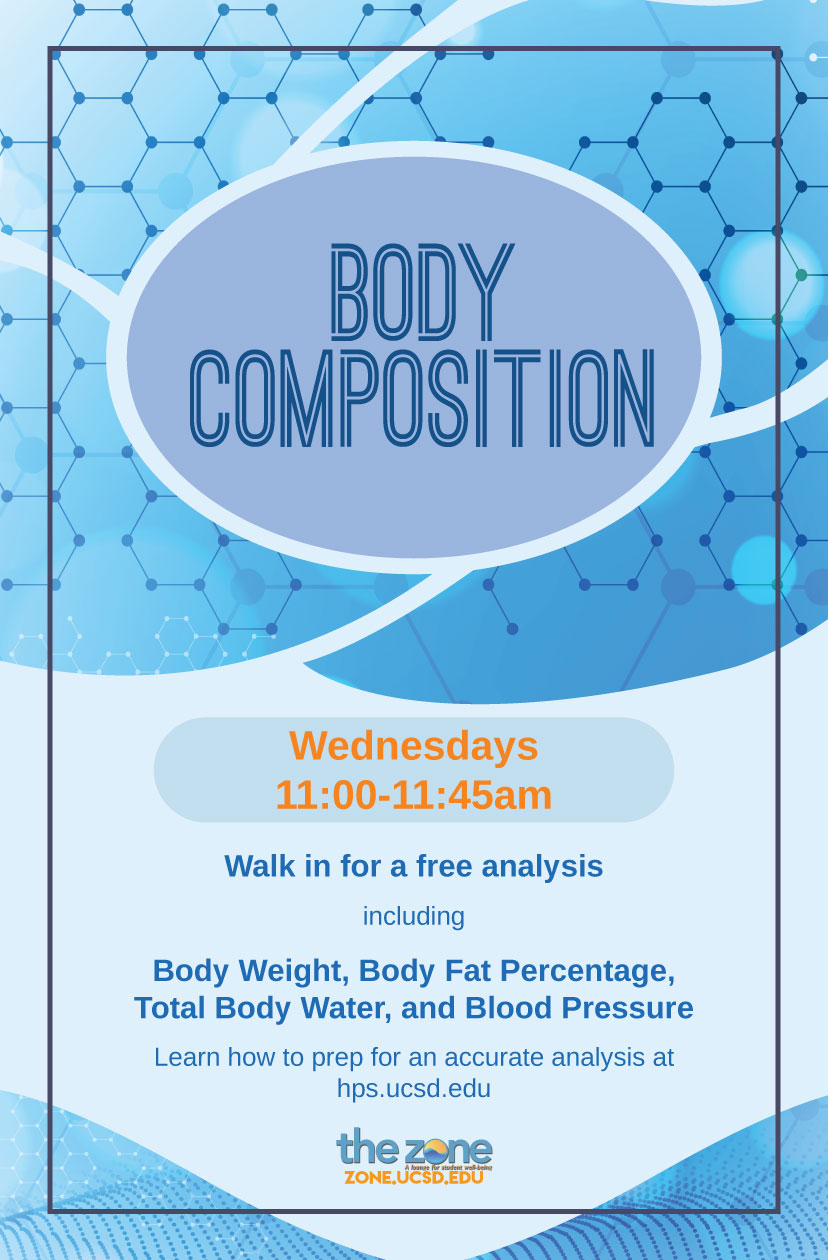 BODY
COMPOSITION
Wednesdays
11:00-11:45am
Walk in for a free analysis
including
Body Weight, Body Fat Percentage,
Total Body Water, and Blood Pressure
Learn how to prep for an accurate analysis at
hps.ucsd.edu
the zone
A lounge for student well-being
ZONE.UCSD.EDU